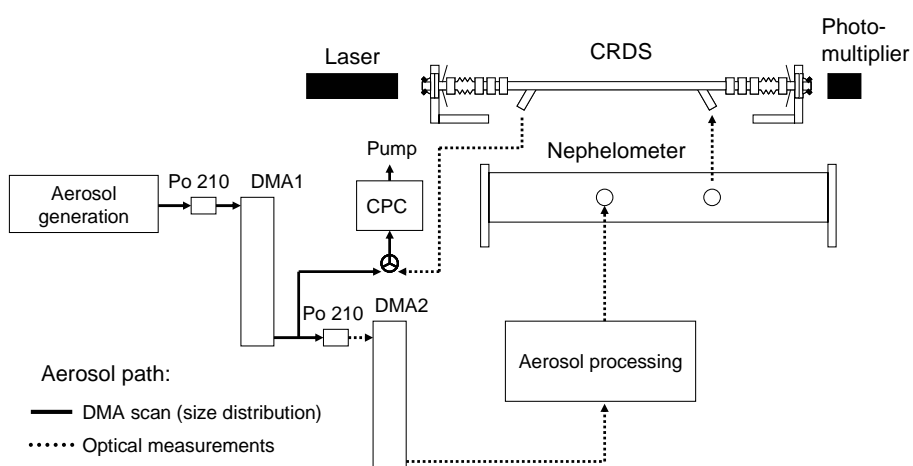 Photo-
multiplier
Laser
CRDS
Pump
Nephelometer
Po 210
DMA1
Aerosol
generation
CPC
Po 210
DMA2
Aerosol processing
Aerosol path:
DMA scan (size distribution)
Optical measurements